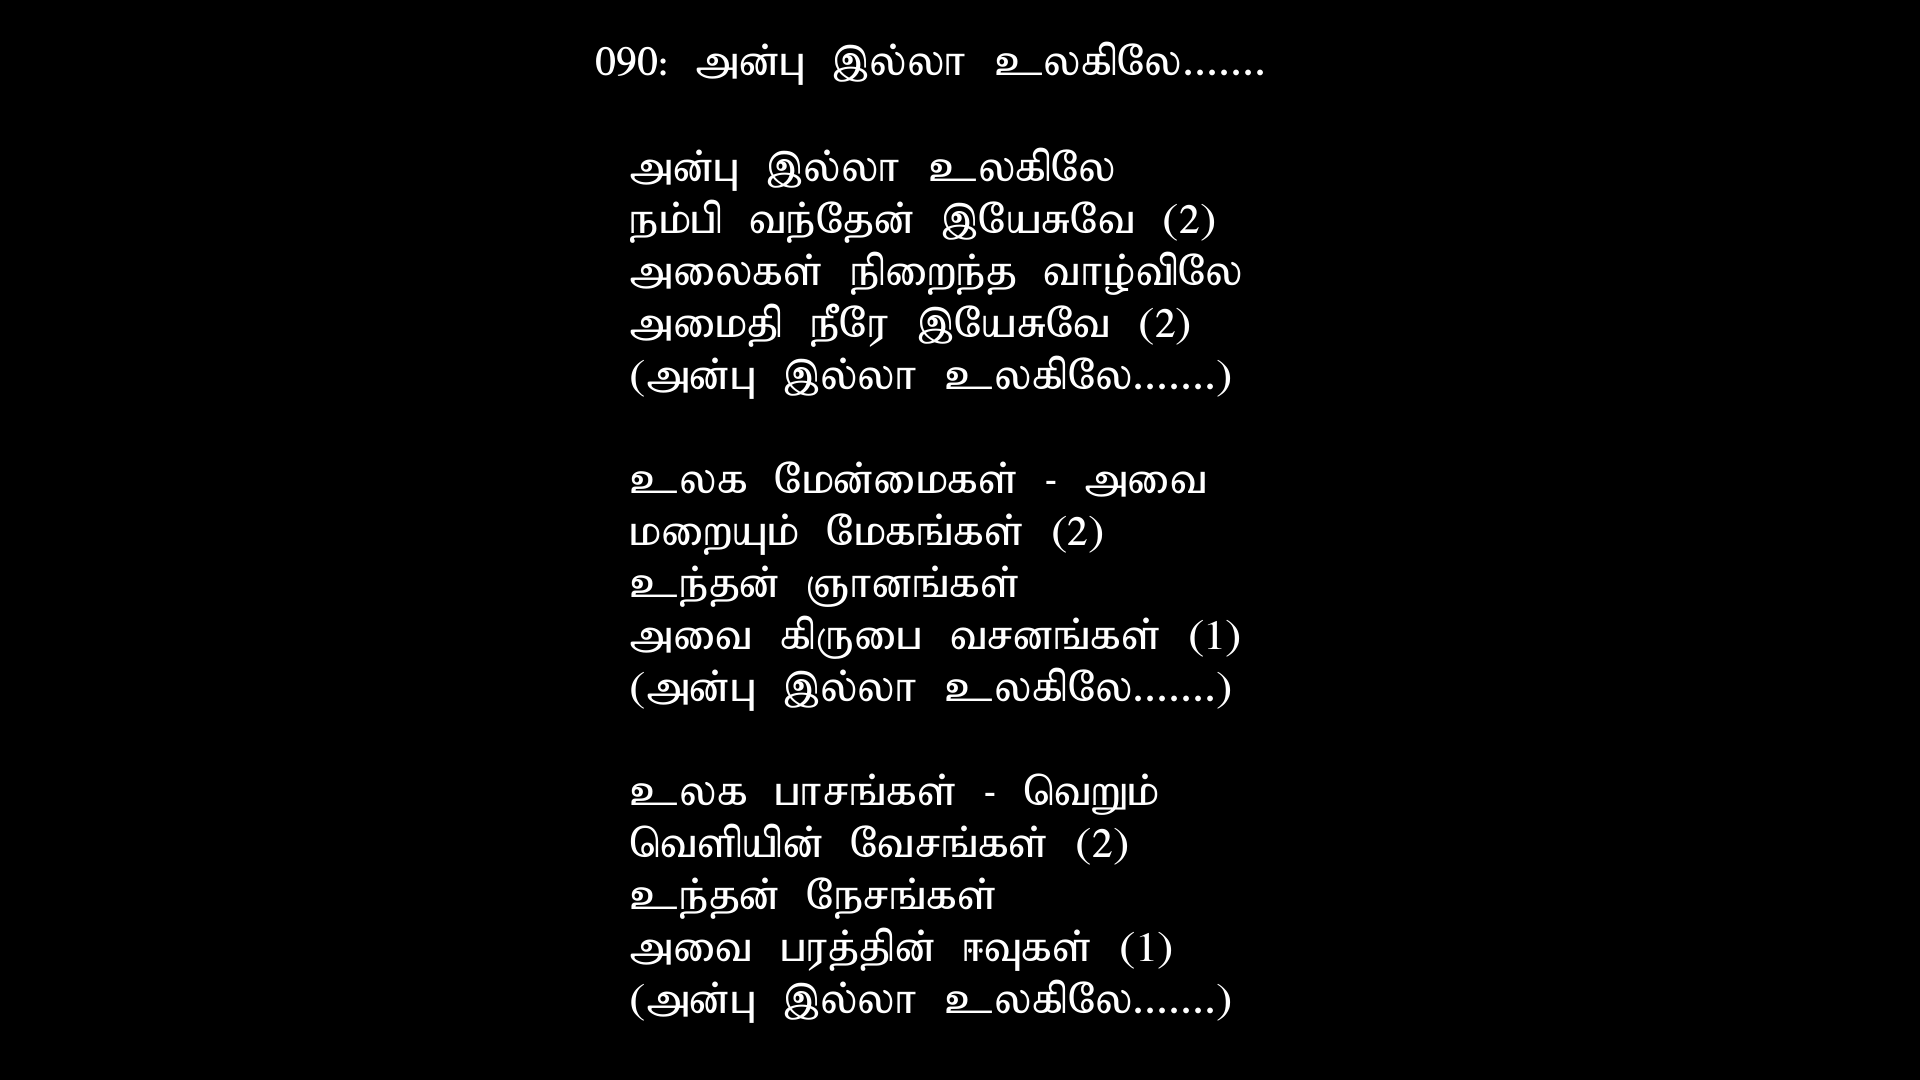 090: அன்பு இல்லா உலகிலே.......
அன்பு இல்லா உலகிலே
நம்பி வந்தேன் இயேசுவே (2)
அலைகள் நிறைந்த வாழ்விலே
அமைதி நீரே இயேசுவே (2)
(அன்பு இல்லா உலகிலே.......)
உலக மேன்மைகள் - அவை
மறையும் மேகங்கள் (2)
உந்தன் ஞானங்கள்
அவை கிருபை வசனங்கள் (1)
(அன்பு இல்லா உலகிலே.......)
உலக பாசங்கள் - வெறும்
வெளியின் வேசங்கள் (2)
உந்தன் நேசங்கள்
அவை பரத்தின் ஈவுகள் (1)
(அன்பு இல்லா உலகிலே.......)